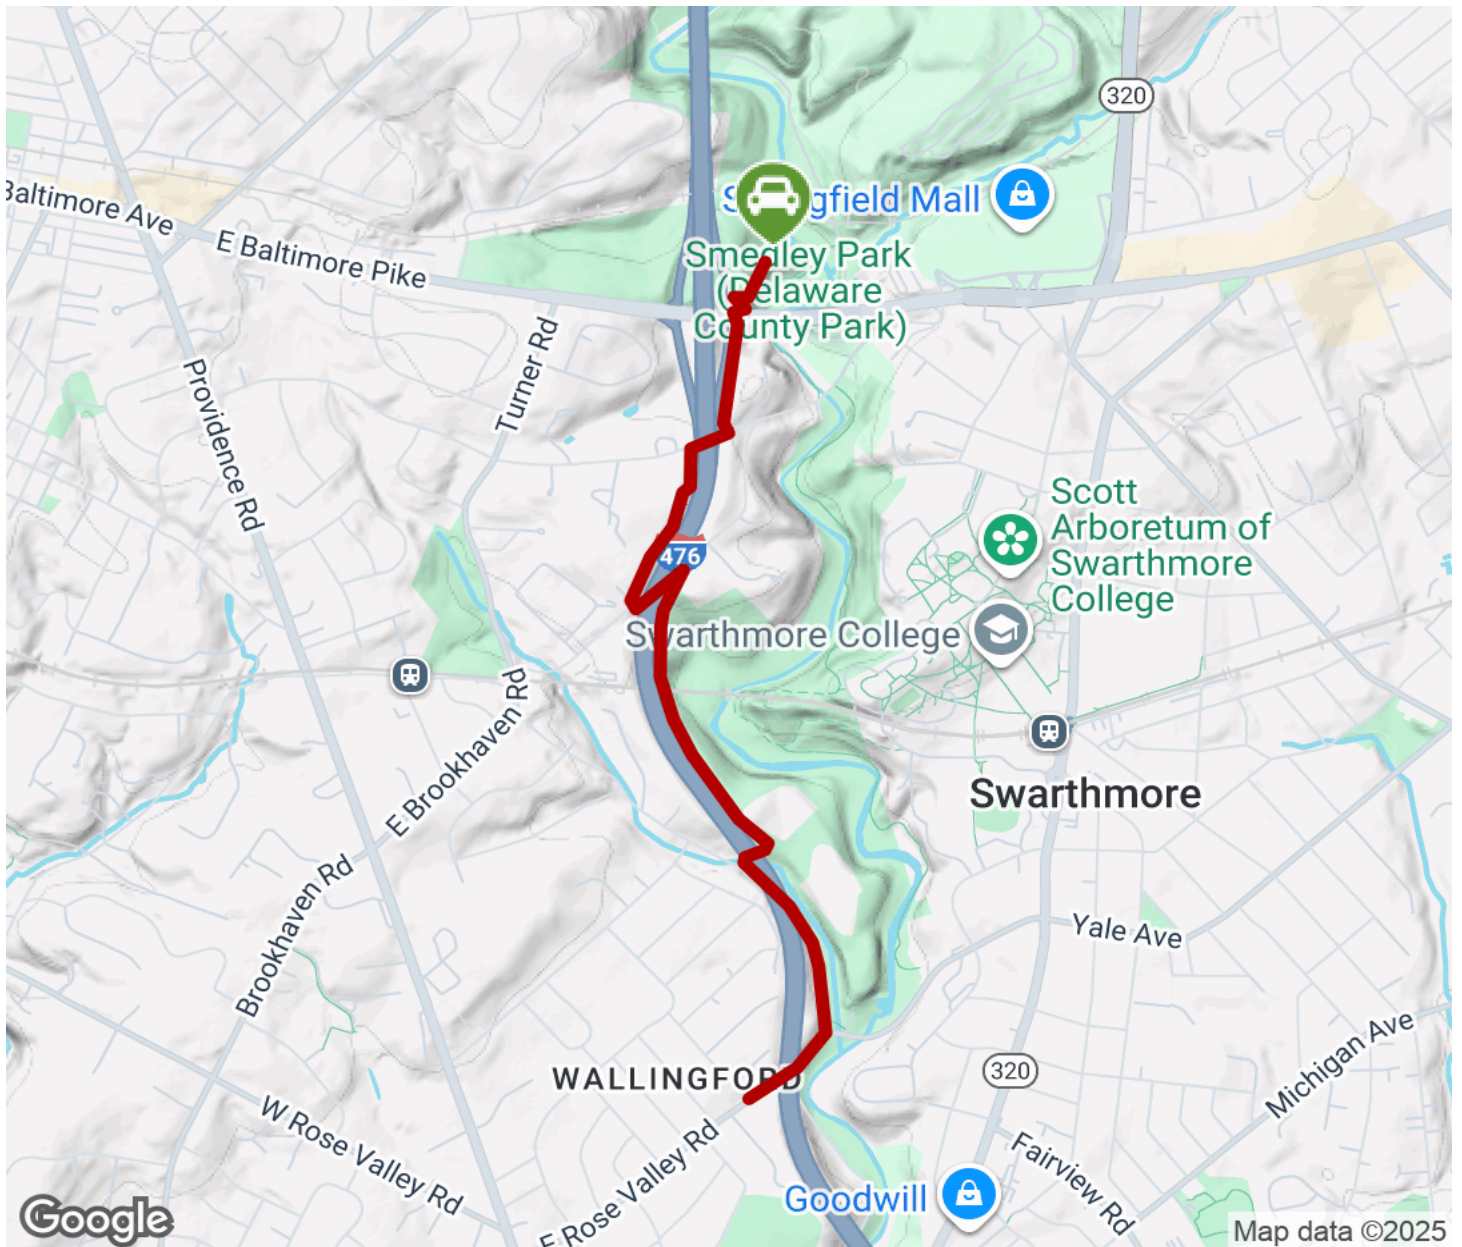 320
S
gfield Mall
Baltimore Ave
E Baltimore Pike
Smedley Park
(Delaware
County Park)
Turner Rd
Providence Rd
Scott
Arboretum of
Swarthmore
College
476
Swarthmore College
E Brookhaven Rd
Swarthmore
Brookhaven Rd
Yale Ave
WALLINGFORD
320
Michigan Ave
W Rose Valley Rd
E Rose Valley Rd
Fairview Rd
Goodwill
Google
Map data ©2025